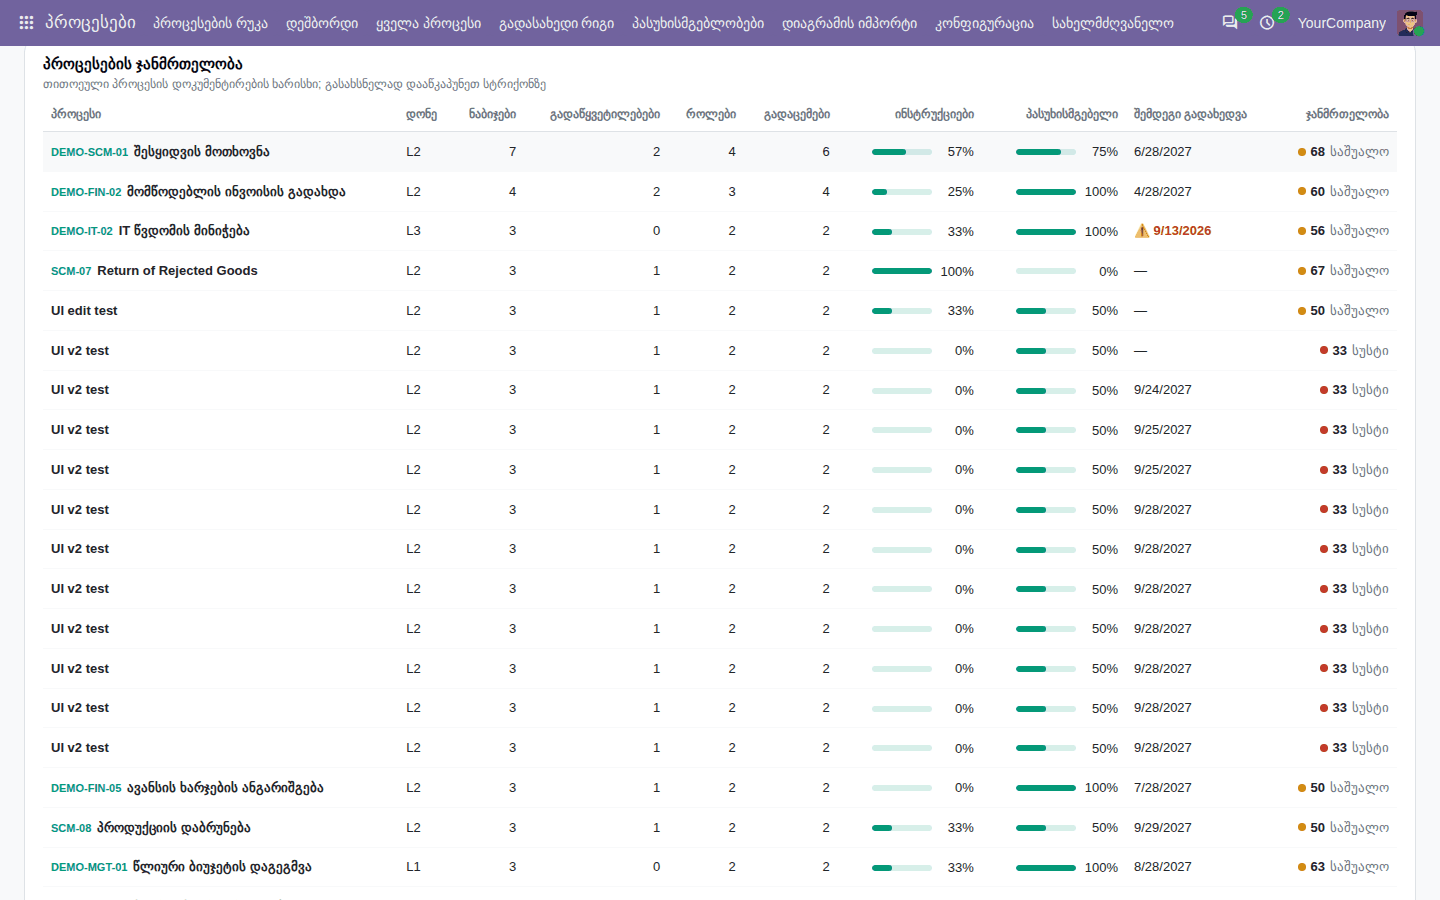 პროცესები პროცესების რუკა დეშბორდი ყველა პროცესი გადასახედი რიგი პასუხისმგებლობები დიაგრამის იმპორტი კონფიგურაცია სახელმძღვანელო 5 2 YourCompany
პროცესების ჯანმრთელობა
თითოეული პროცესის დოკუმენტირების ხარისხი; გასახსნელად დააწკაპუნეთ სტრიქონზე
პროცესი დონე ნაბიჯები გადაწყვეტილებები როლები გადაცემები ინსტრუქციები პასუხისმგებელი შემდეგი გადახედვა ჯანმრთელობა
DEMO-SCM-01 შესყიდვის მოთხოვნა L2 7 2 4 6 57% 75% 6/28/2027 68 საშუალო
DEMO-FIN-02 მომწოდებლის ინვოისის გადახდა L2 4 2 3 4 25% 100% 4/28/2027 60 საშუალო
DEMO-IT-02 IT წვდომის მინიჭება L3 3 0 2 2 33% 100% ⚠ 9/13/2026 56 საშუალო
SCM-07 Return of Rejected Goods L2 3 1 2 2 100% 0% — 67 საშუალო
UI edit test L2 3 1 2 2 33% 50% — 50 საშუალო
UI v2 test L2 3 1 2 2 0% 50% — 33 სუსტი
UI v2 test L2 3 1 2 2 0% 50% 9/24/2027 33 სუსტი
UI v2 test L2 3 1 2 2 0% 50% 9/25/2027 33 სუსტი
UI v2 test L2 3 1 2 2 0% 50% 9/25/2027 33 სუსტი
UI v2 test L2 3 1 2 2 0% 50% 9/28/2027 33 სუსტი
UI v2 test L2 3 1 2 2 0% 50% 9/28/2027 33 სუსტი
UI v2 test L2 3 1 2 2 0% 50% 9/28/2027 33 სუსტი
UI v2 test L2 3 1 2 2 0% 50% 9/28/2027 33 სუსტი
UI v2 test L2 3 1 2 2 0% 50% 9/28/2027 33 სუსტი
UI v2 test L2 3 1 2 2 0% 50% 9/28/2027 33 სუსტი
UI v2 test L2 3 1 2 2 0% 50% 9/28/2027 33 სუსტი
DEMO-FIN-05 ავანსის ხარჯების ანგარიშგება L2 3 1 2 2 0% 100% 7/28/2027 50 საშუალო
SCM-08 პროდუქციის დაბრუნება L2 3 1 2 2 33% 50% 9/29/2027 50 საშუალო
DEMO-MGT-01 წლიური ბიუჯეტის დაგეგმვა L1 3 0 2 2 33% 100% 8/28/2027 63 საშუალო